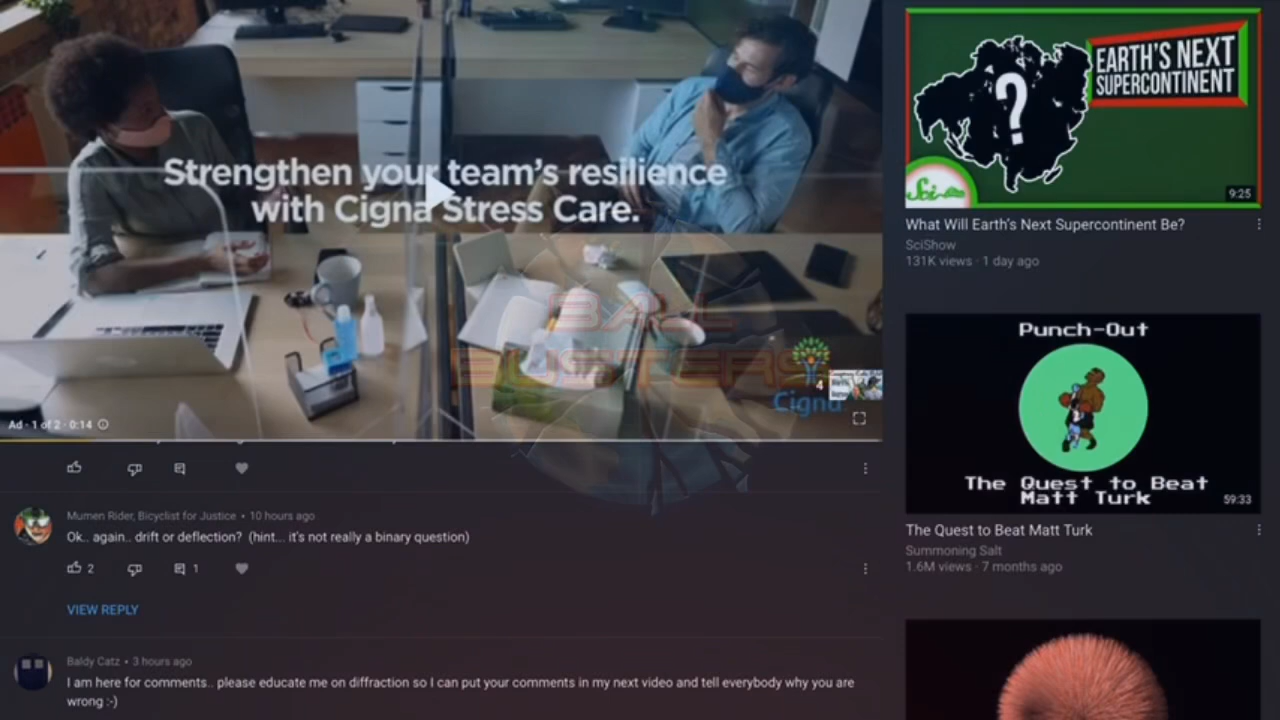 Strengthen your team's resilience
with Cigna Stress Care.
BALL
BUSTERS
4
Cigna
Ad · 1 of 2 · 0:14
Mumen Rider, Bicyclist for Justice • 10 hours ago
Ok.. again.. drift or deflection? (hint... it's not really a binary question)
2
1
VIEW REPLY
Baldy Catz • 3 hours ago
I am here for comments.. please educate me on diffraction so I can put your comments in my next video and tell everybody why you are
wrong :-)
EARTH'S NEXT
SUPERCONTINENT
?
Sci
9:25
What Will Earth's Next Supercontinent Be?
SciShow
131K views · 1 day ago
Punch-Out
The Quest to Beat
Matt Turk
59:33
The Quest to Beat Matt Turk
Summoning Salt
1.6M views · 7 months ago